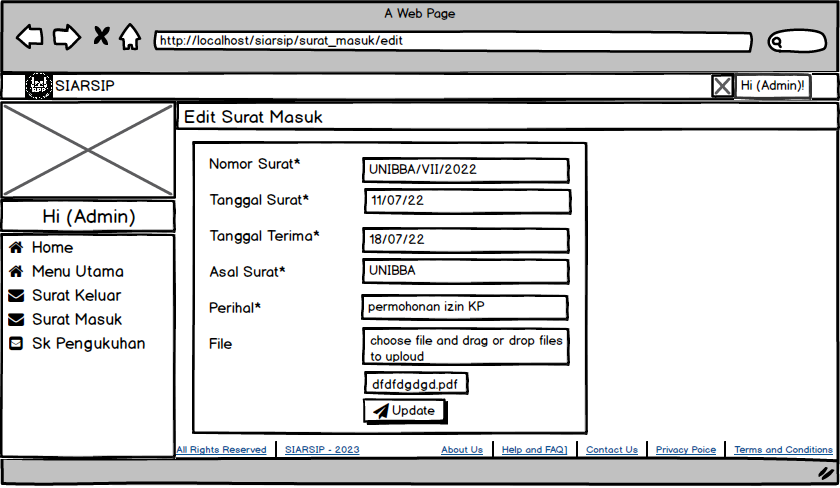 A Web Page
http://localhost/siarsip/surat_masuk/edit
SIARSIP
Hi (Admin)!
Edit Surat Masuk
Hi (Admin)
Home
Menu Utama
Surat Keluar
Surat Masuk
Sk Pengukuhan
Nomor Surat* UNIBBA/VII/2022
Tanggal Surat* 11/07/22
Tanggal Terima* 18/07/22
Asal Surat* UNIBBA
Perihal* permohonan izin KP
File choose file and drag or drop files
to uploud
dfdfdgdgd.pdf
Update
All Rights Reserved SIARSIP - 2023 About Us Help and FAQ] Contact Us Privacy Poice Terms and Conditions